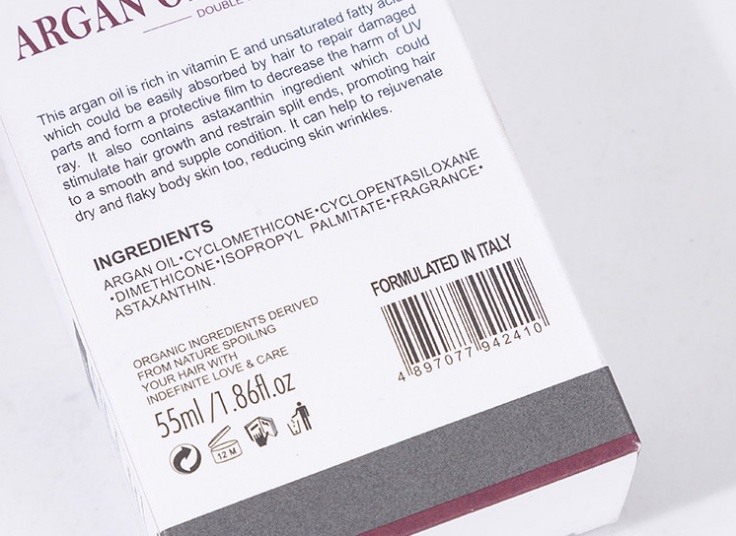 ARGAN O
DOUBLE
This argan oil is rich in vitamin E and unsaturated fatty acid
which could be easily absorbed by hair to repair damaged
parts and form a protective film to decrease the harm of UV
ray. It also contains astaxanthin ingredient which could
stimulate hair growth and restrain split ends, promoting hair
to a smooth and supple condition. It can help to rejuvenate
dry and flaky body skin too, reducing skin wrinkles.
INGREDIENTS
ARGAN OIL•CYCLOMETHICONE•CYCLOPENTASILOXANE
•DIMETHICONE•ISOPROPYL PALMITATE•FRAGRANCE•
ASTAXANTHIN.
FORMULATED IN ITALY
4 897077 942410
ORGANIC INGREDIENTS DERIVED
FROM NATURE SPOILING
YOUR HAIR WITH
INDEFINITE LOVE & CARE
55ml /1.86fl.oz
12 M